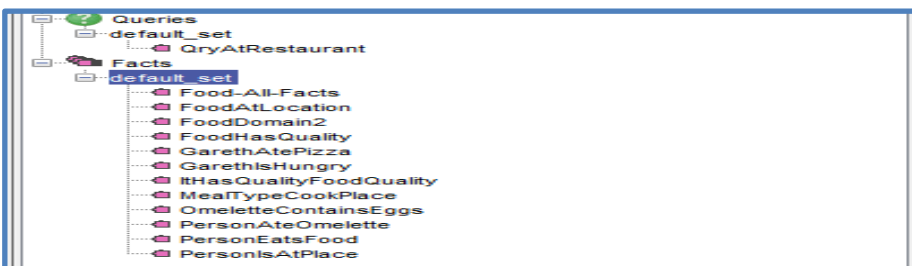 Queries
default_set
QryAtRestaurant
Facts
default_set
Food-All-Facts
FoodAtLocation
FoodDomain2
FoodHasQuality
GarethAtePizza
GarethIsHungry
ItHasQualityFoodQuality
MealTypeCookPlace
OmeletteContainsEggs
PersonAteOmelette
PersonEatsFood
PersonIsAtPlace